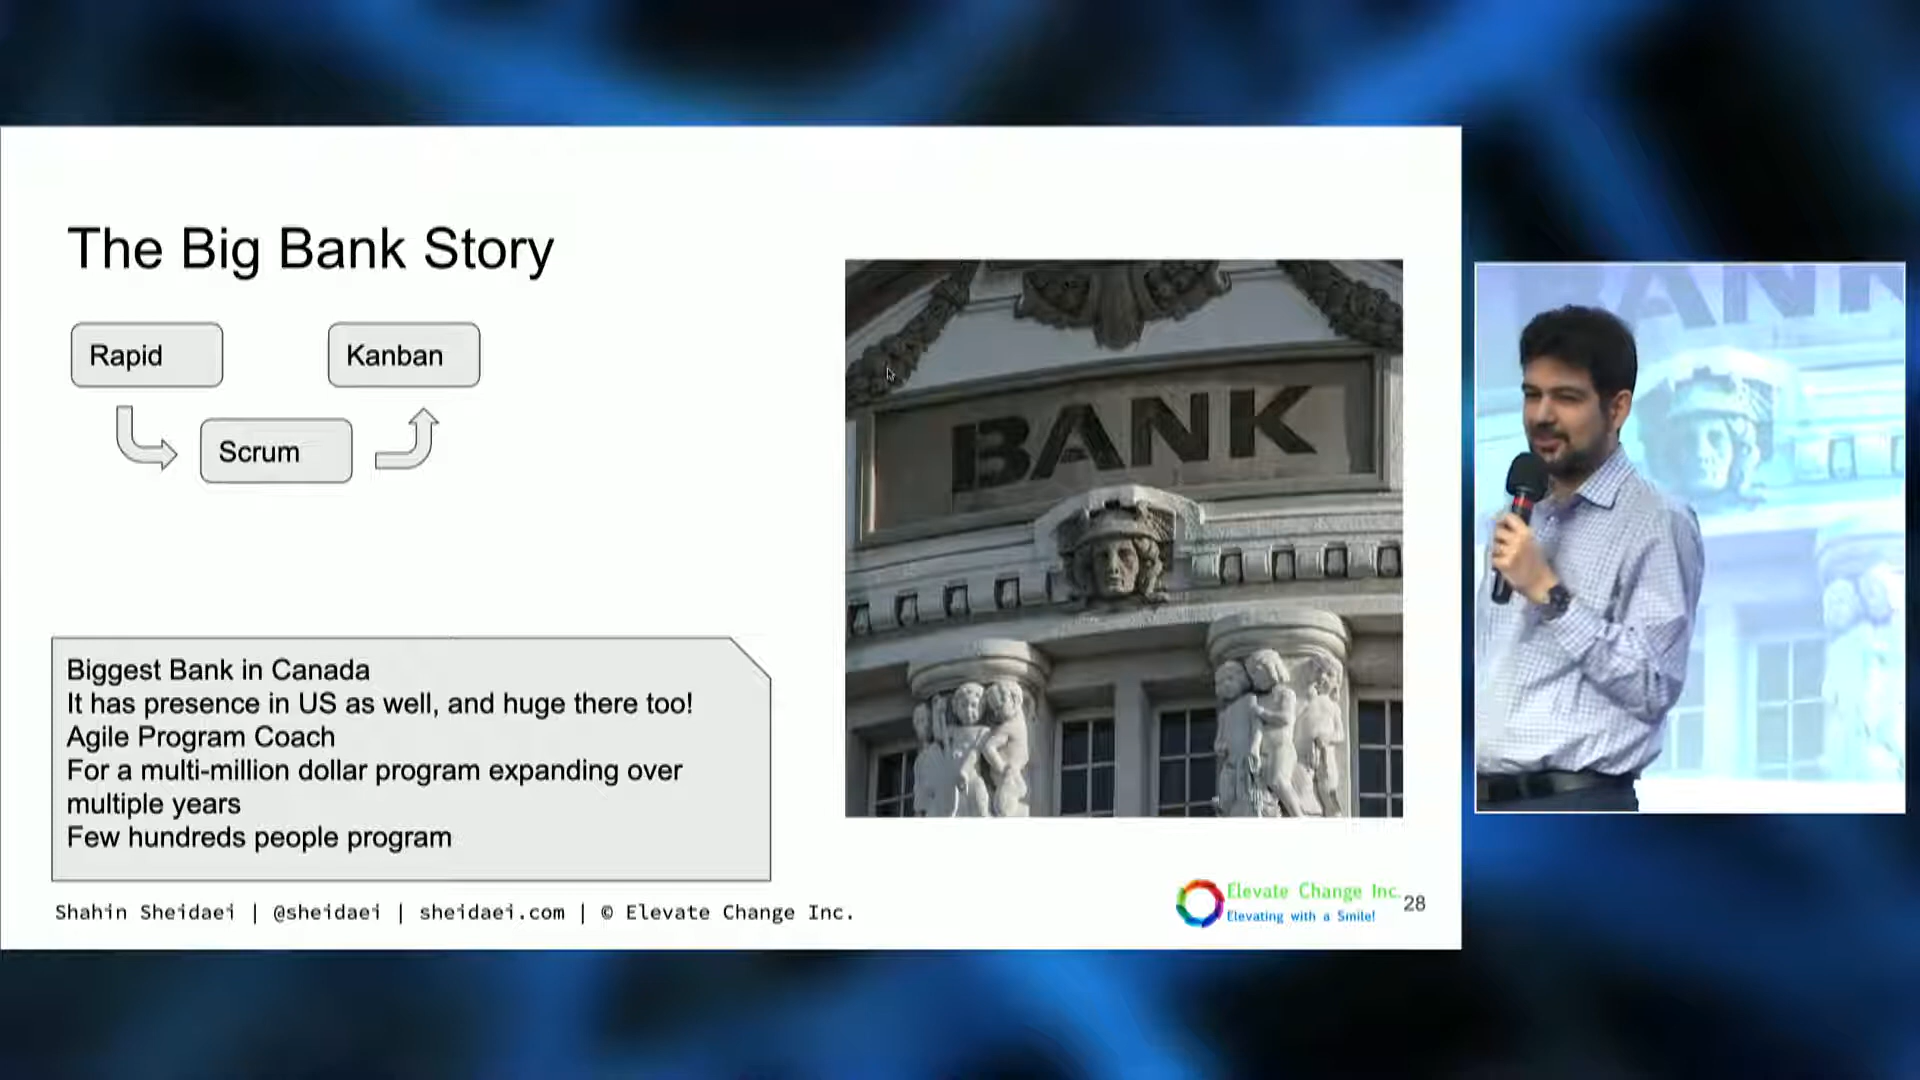 The Big Bank Story
Rapid
Kanban
Scrum
BANK
Biggest Bank in Canada
It has presence in US as well, and huge there too!
Agile Program Coach
For a multi-million dollar program expanding over
multiple years
Few hundreds people program
Shahin Sheidaei | @sheidaei | sheidaei.com | © Elevate Change Inc.
Elevate Change Inc.
Elevating with a Smile!
28
BANK